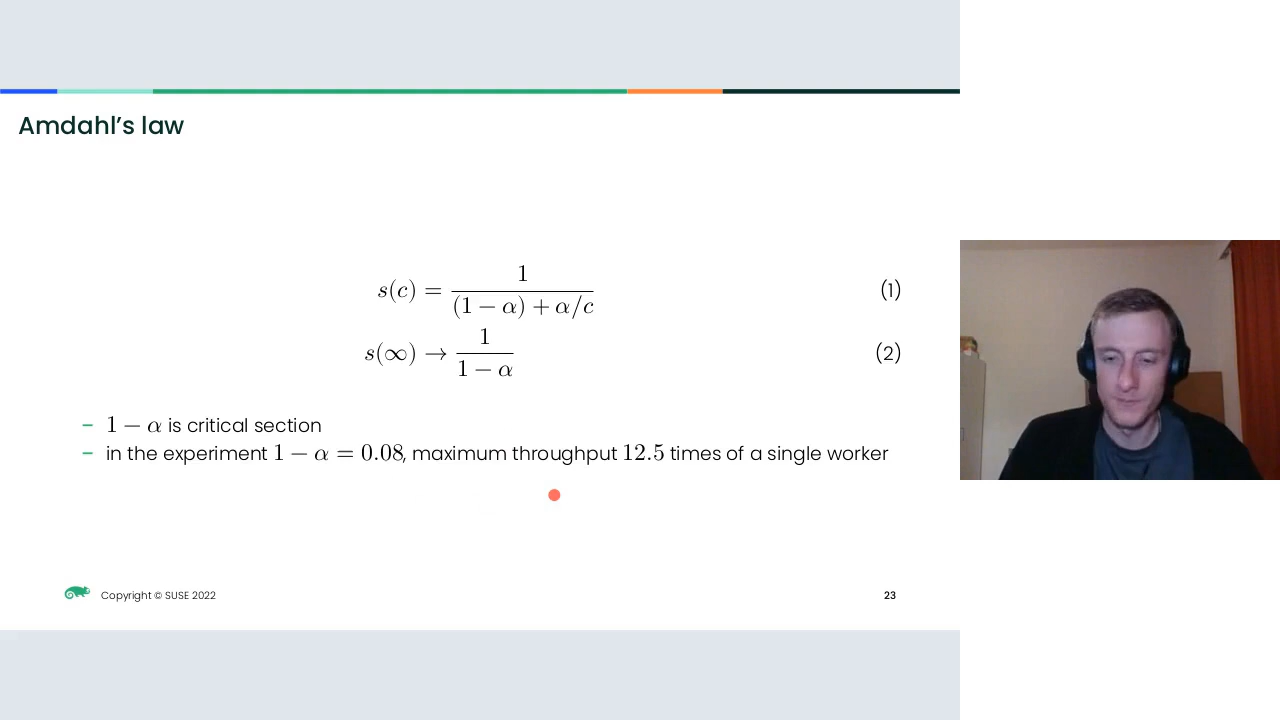 Amdahl's law
s(c) = 1 / ((1 − α) + α/c) (1)
s(∞) → 1 / (1 − α) (2)
– 1 − α is critical section
– in the experiment 1 − α = 0.08, maximum throughput 12.5 times of a single worker
Copyright © SUSE 2022
23